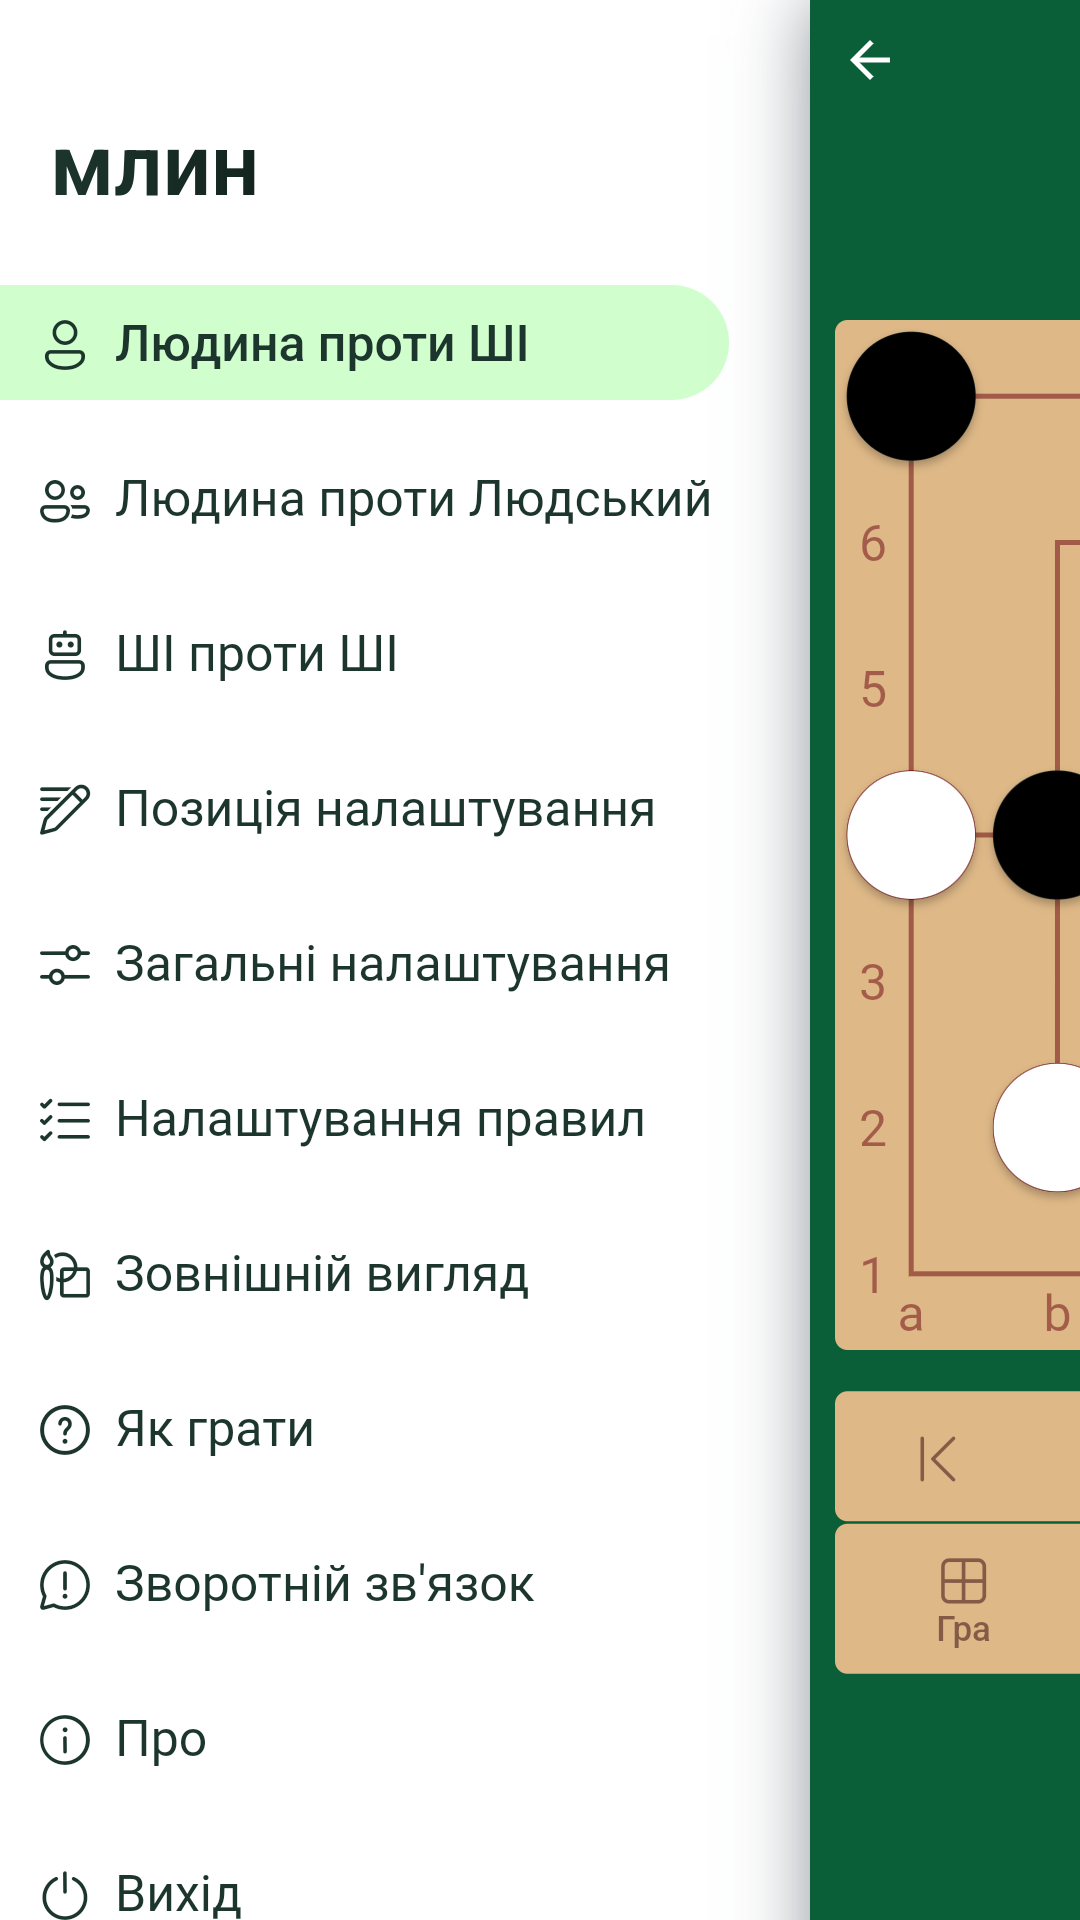 млин
Людина проти ШІ
Людина проти Людський
ШІ проти ШІ
Позиція налаштування
Загальні налаштування
Налаштування правил
Зовнішній вигляд
Як грати
Зворотній зв'язок
Про
Вихід
6
5
3
2
1
a b
Гра